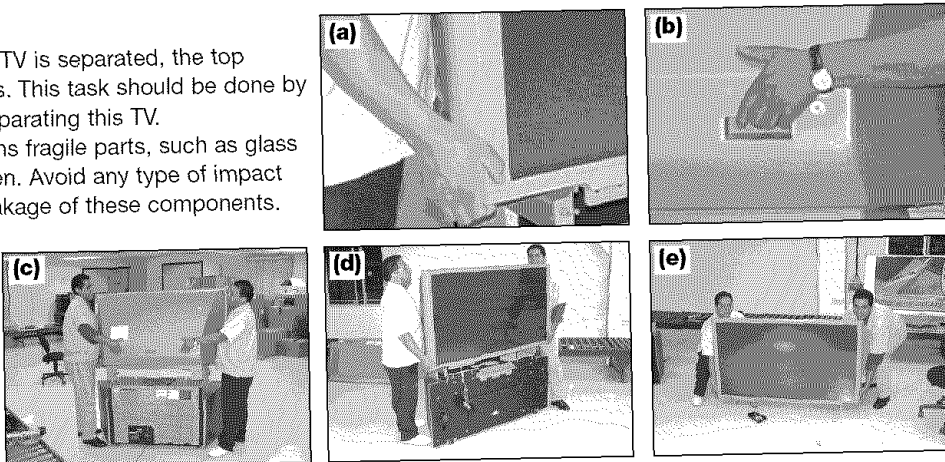 TV is separated, the top
s. This task should be done by
parating this TV.
ns fragile parts, such as glass
en. Avoid any type of impact
akage of these components.
(a)
(b)
(c)
(d)
(e)